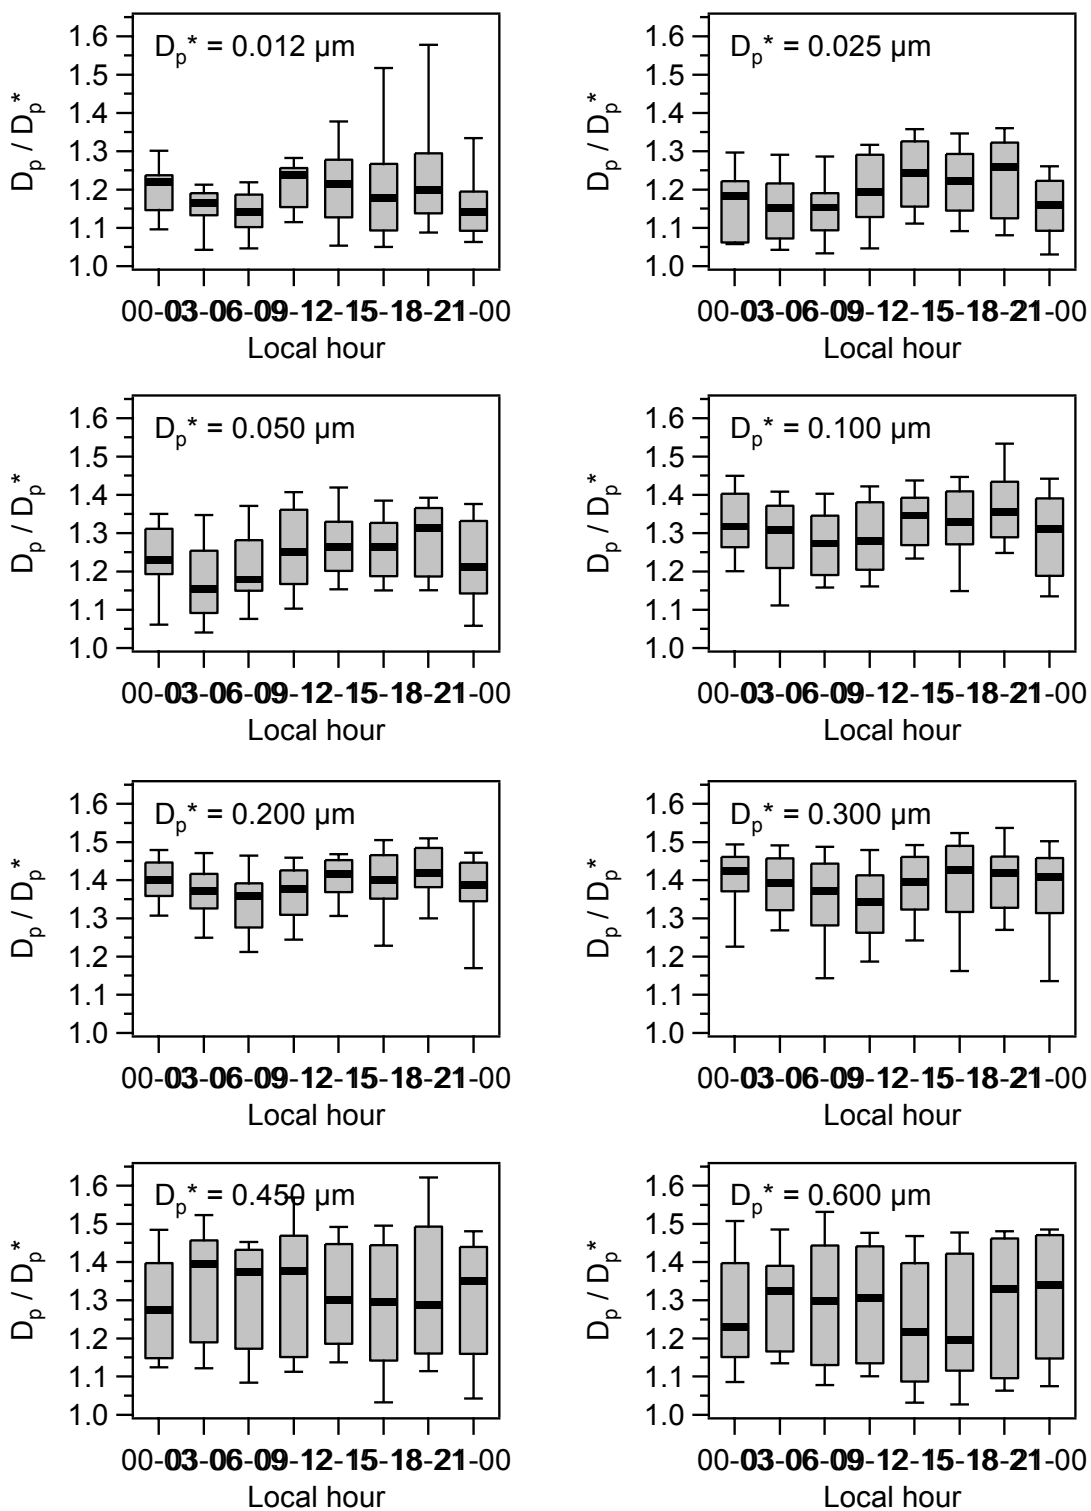 1.6
1.5
1.4
1.3
1.2
1.1
1.0
Dp / Dp*
Dp* = 0.012 µm
00-03-06-09-12-15-18-21-00
Local hour
1.6
1.5
1.4
1.3
1.2
1.1
1.0
Dp / Dp*
Dp* = 0.025 µm
00-03-06-09-12-15-18-21-00
Local hour
1.6
1.5
1.4
1.3
1.2
1.1
1.0
Dp / Dp*
Dp* = 0.050 µm
00-03-06-09-12-15-18-21-00
Local hour
1.6
1.5
1.4
1.3
1.2
1.1
1.0
Dp / Dp*
Dp* = 0.100 µm
00-03-06-09-12-15-18-21-00
Local hour
1.6
1.5
1.4
1.3
1.2
1.1
1.0
Dp / Dp*
Dp* = 0.200 µm
00-03-06-09-12-15-18-21-00
Local hour
1.6
1.5
1.4
1.3
1.2
1.1
1.0
Dp / Dp*
Dp* = 0.300 µm
00-03-06-09-12-15-18-21-00
Local hour
1.6
1.5
1.4
1.3
1.2
1.1
1.0
Dp / Dp*
Dp* = 0.450 µm
00-03-06-09-12-15-18-21-00
Local hour
1.6
1.5
1.4
1.3
1.2
1.1
1.0
Dp / Dp*
Dp* = 0.600 µm
00-03-06-09-12-15-18-21-00
Local hour